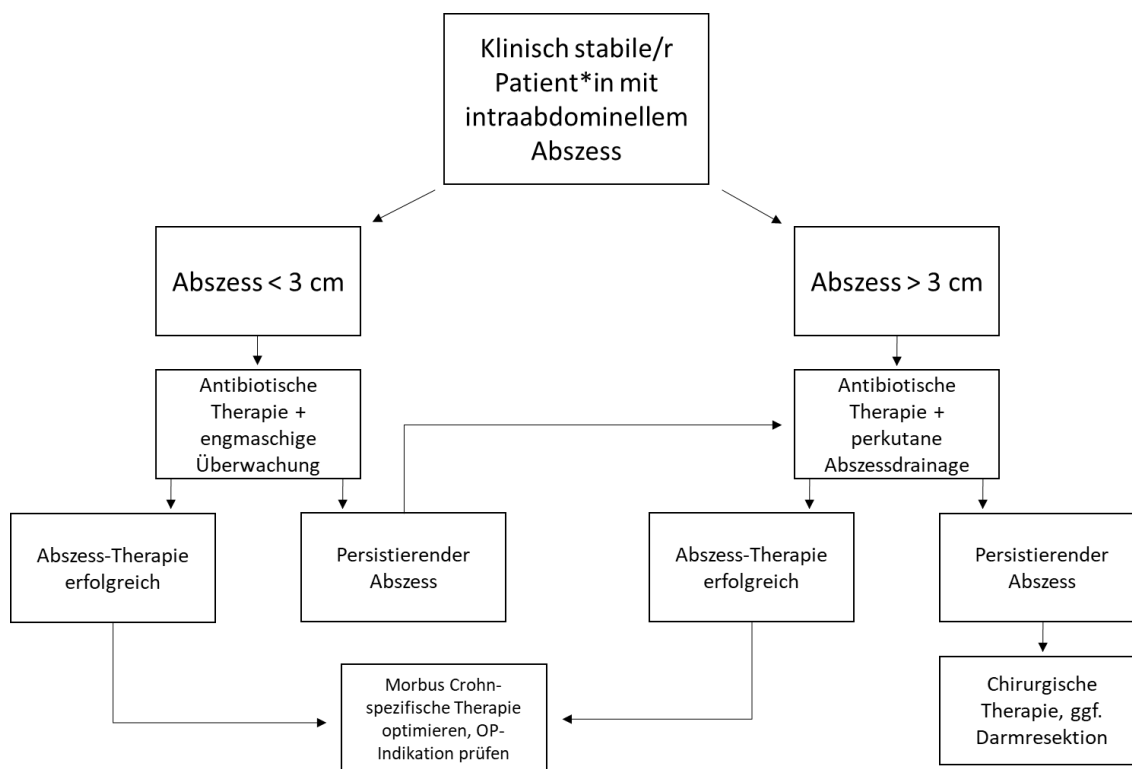 Klinisch stabile/r
Patient*in mit
intraabdominellem
Abszess
Abszess < 3 cm
Abszess > 3 cm
Antibiotische
Therapie +
engmaschige
Überwachung
Antibiotische
Therapie +
perkutane
Abszessdrainage
Abszess-Therapie
erfolgreich
Persistierender
Abszess
Abszess-Therapie
erfolgreich
Persistierender
Abszess
Morbus Crohn-
spezifische Therapie
optimieren, OP-
Indikation prüfen
Chirurgische
Therapie, ggf.
Darmresektion